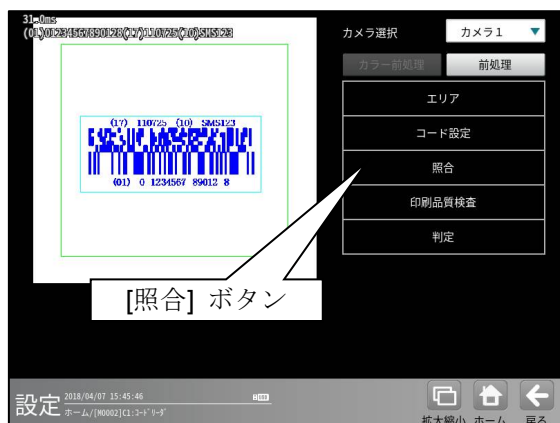 31.0ms
(01)01234567890128(17)110725(10)SMS123
カメラ選択
カメラ1
カラー前処理
前処理
エリア
コード設定
照合
印刷品質検査
判定
(17) 110725 (10) SMS123
(01) 0 1234567 89012 8
[照合] ボタン
設定
2018/04/07 15:45:46
ホーム/[M0002]C1:コードリーダ
拡大縮小
ホーム
戻る